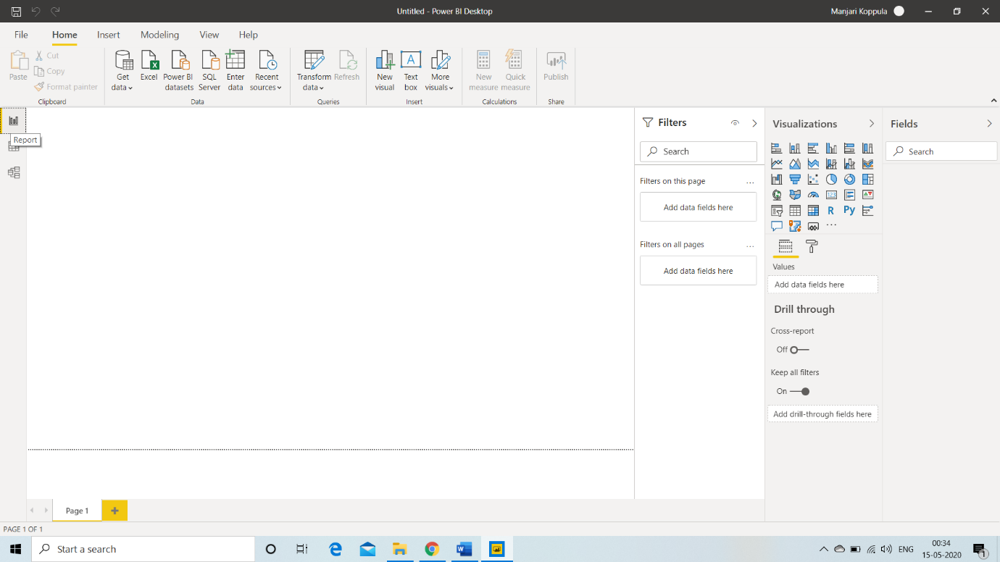 Untitled - Power BI Desktop
Manjari Koppula
File Home Insert Modeling View Help
Paste
Cut
Copy
Format painter
Clipboard
Get data
Excel
Power BI datasets
SQL Server
Enter data
Recent sources
Data
Transform data
Refresh
Queries
New visual
Text box
More visuals
Insert
New measure
Quick measure
Calculations
Publish
Share
Report
Filters
Search
Filters on this page
Add data fields here
Filters on all pages
Add data fields here
Visualizations
123
R
Py
Values
Add data fields here
Drill through
Cross-report
Off
Keep all filters
On
Add drill-through fields here
Fields
Search
Page 1
PAGE 1 OF 1
Start a search
ENG
00:34
15-05-2020
1